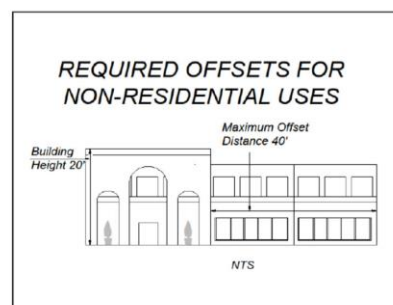 REQUIRED OFFSETS FOR
NON-RESIDENTIAL USES
Maximum Offset
Distance 40'
Building
Height 20'
NTS